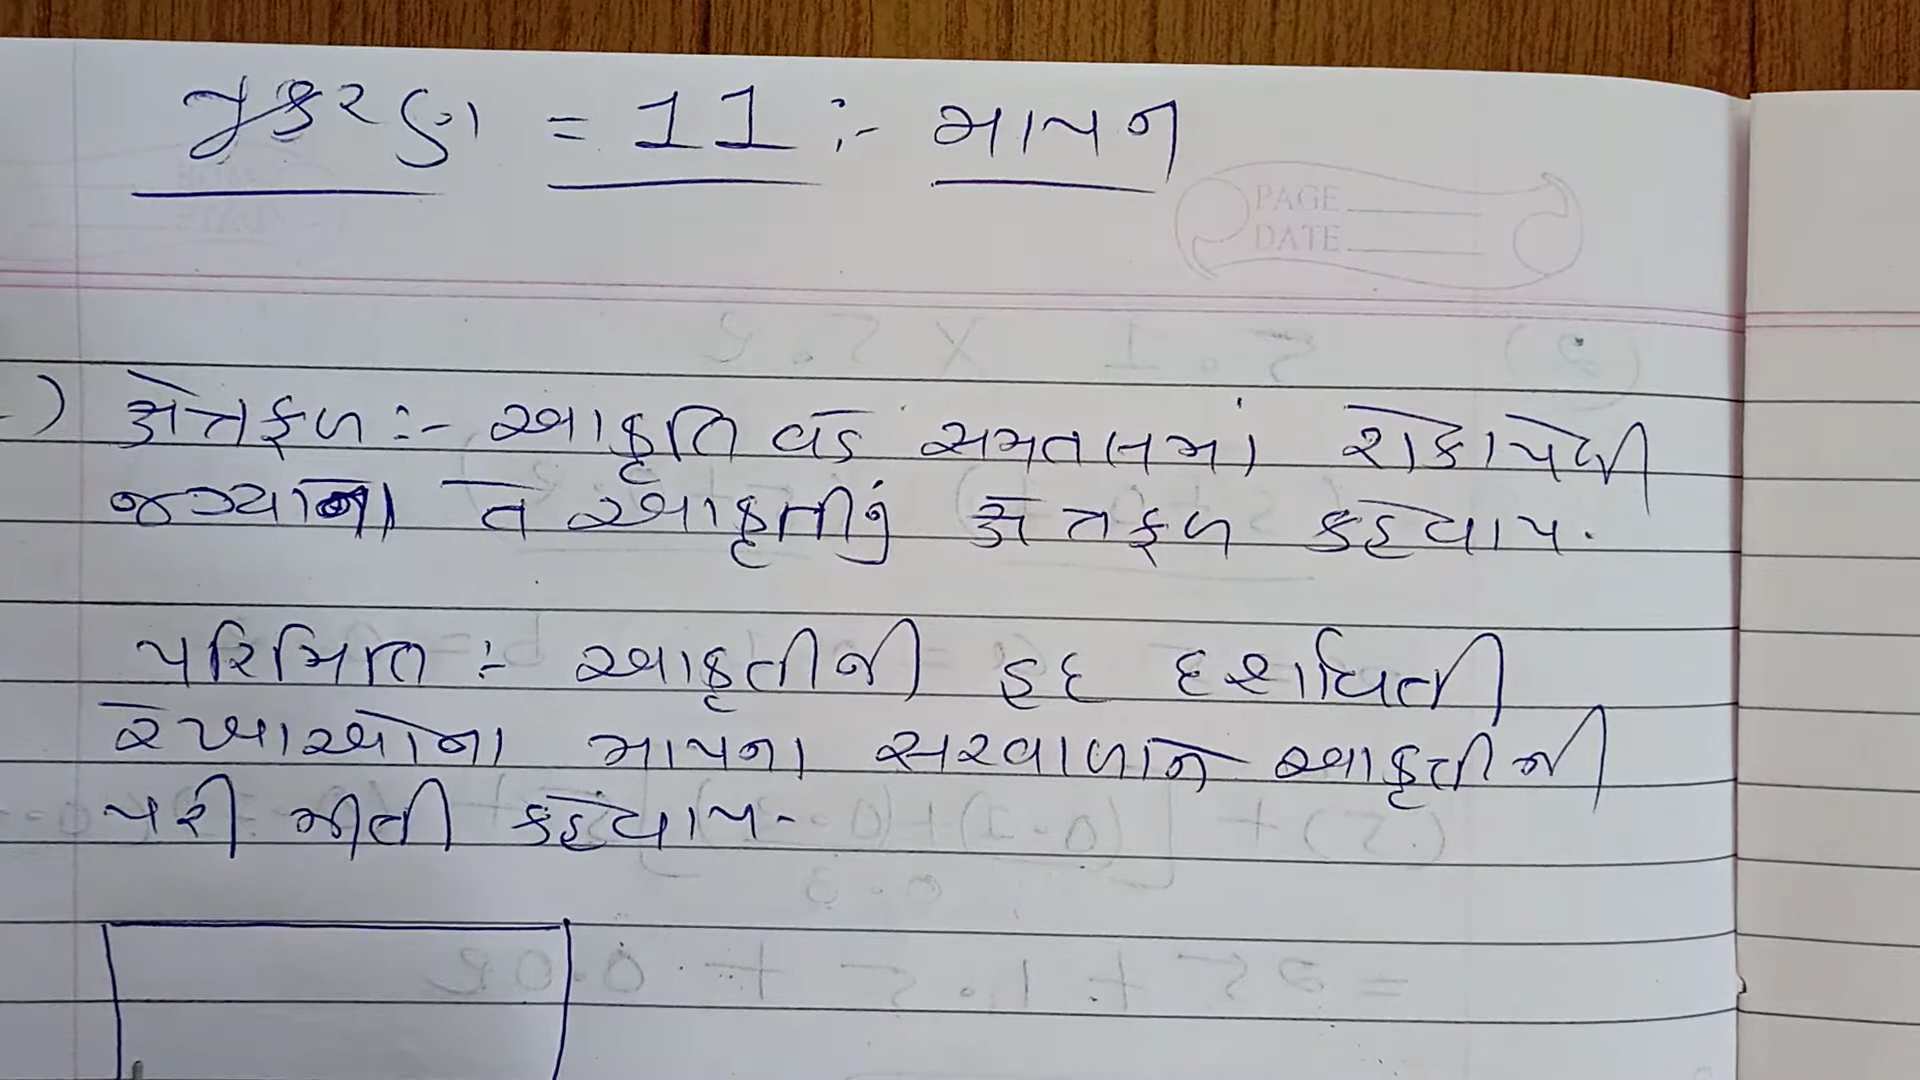 પ્રકરણ = 11 :- માપન
PAGE
DATE
ક્ષેત્રફળ :- આકૃતિ વડે સમતલમાં રોકાયેલી
જગ્યાના તે આકૃતીનું ક્ષેત્રફળ કહેવાય.
પરિમિતિ :- આકૃતીની હદ દર્શાવતી
રેખાઓના માપના સરવાળાને આકૃતીની
પરીમીતી કહેવાય.